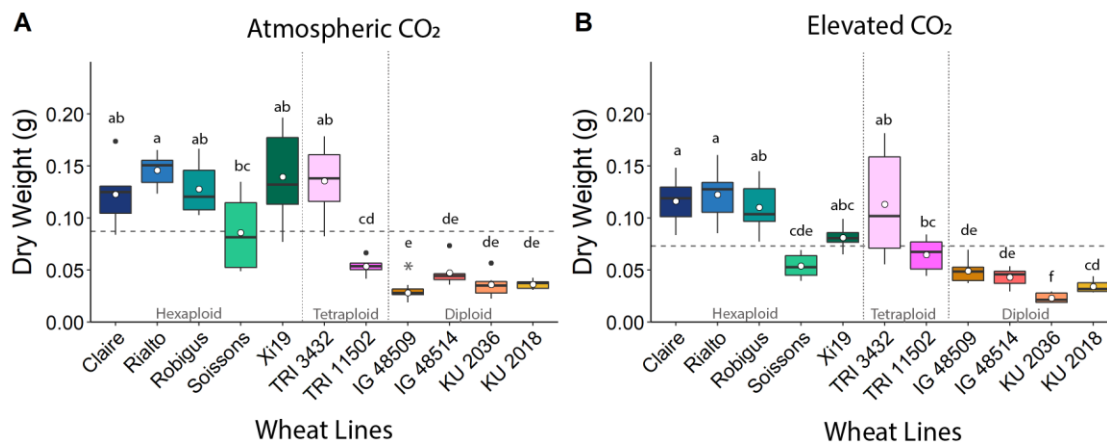 A
Atmospheric CO₂
Dry Weight (g)
0.20
0.15
0.10
0.05
0.00
ab
a
ab
bc
ab
ab
cd
e
*
de
de
de
Hexaploid
Tetraploid
Diploid
Claire
Rialto
Robigus
Soissons
Xi19
TRI 3432
TRI 11502
IG 48509
IG 48514
KU 2036
KU 2018
Wheat Lines
B
Elevated CO₂
Dry Weight (g)
0.20
0.15
0.10
0.05
0.00
a
a
ab
cde
abc
ab
bc
de
de
f
cd
Hexaploid
Tetraploid
Diploid
Claire
Rialto
Robigus
Soissons
Xi19
TRI 3432
TRI 11502
IG 48509
IG 48514
KU 2036
KU 2018
Wheat Lines